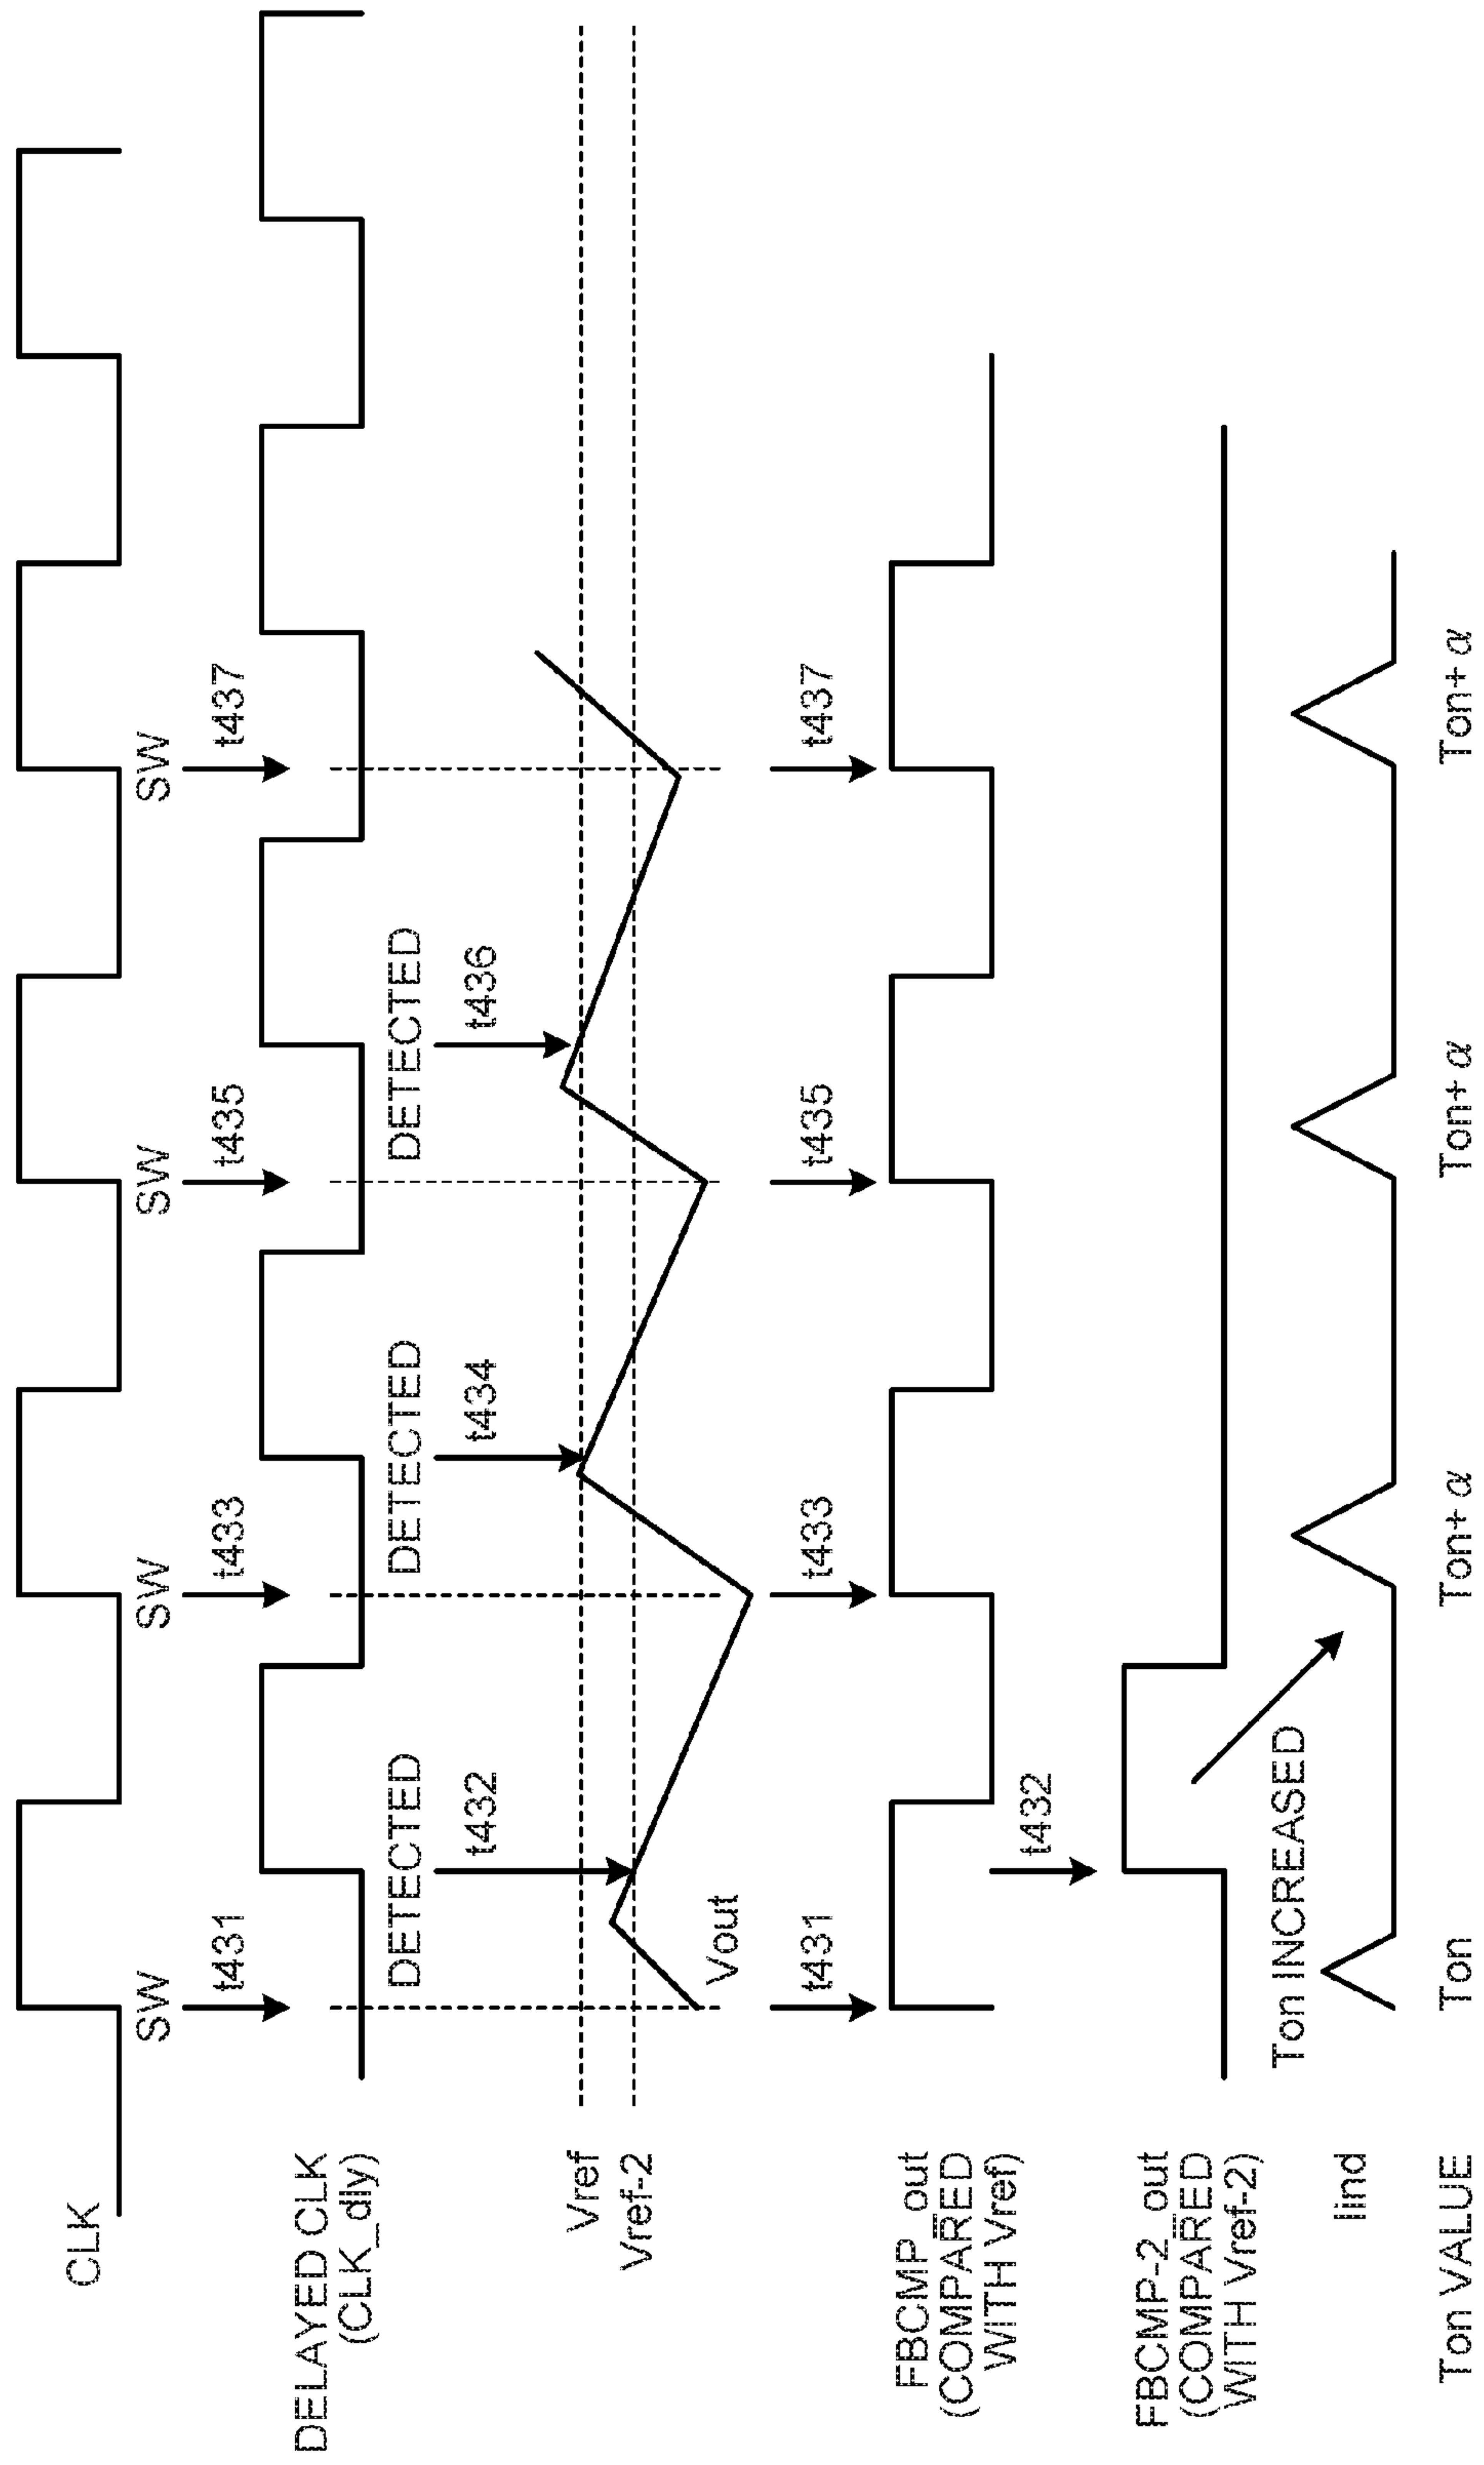 CLK
SW
SW
SW
SW
t431
t433
t435
t437
DELAYED CLK
(CLK_dly)
DETECTED
DETECTED
DETECTED
t432
t434
t436
Vref
Vref-2
Vout
t431
t433
t435
t437
FBCMP_out
(COMPARED
WITH Vref)
t432
FBCMP-2_out
(COMPARED
WITH Vref-2)
Ton INCREASED
Iind
Ton VALUE
Ton
Ton+ α
Ton+ α
Ton+ α